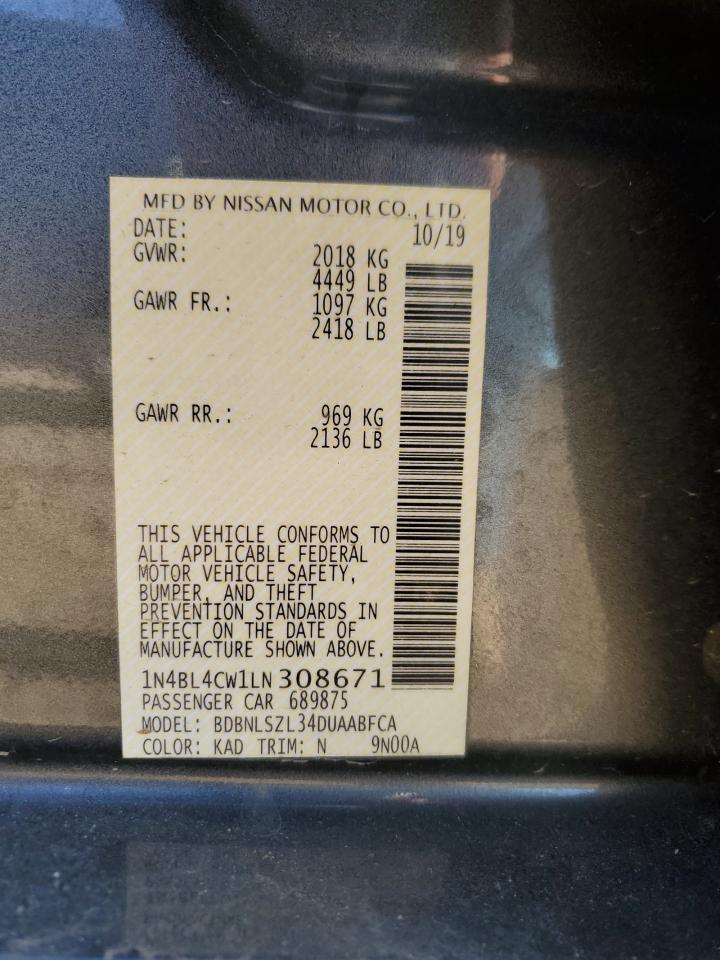 MFD BY NISSAN MOTOR CO., LTD.
DATE: 10/19
GVWR: 2018 KG
4449 LB
GAWR FR.: 1097 KG
2418 LB
GAWR RR.: 969 KG
2136 LB
THIS VEHICLE CONFORMS TO
ALL APPLICABLE FEDERAL
MOTOR VEHICLE SAFETY,
BUMPER, AND THEFT
PREVENTION STANDARDS IN
EFFECT ON THE DATE OF
MANUFACTURE SHOWN ABOVE.
1N4BL4CW1LN308671
PASSENGER CAR 689875
MODEL: BDBNLSZL34DUAABFCA
COLOR: KAD TRIM: N 9N00A